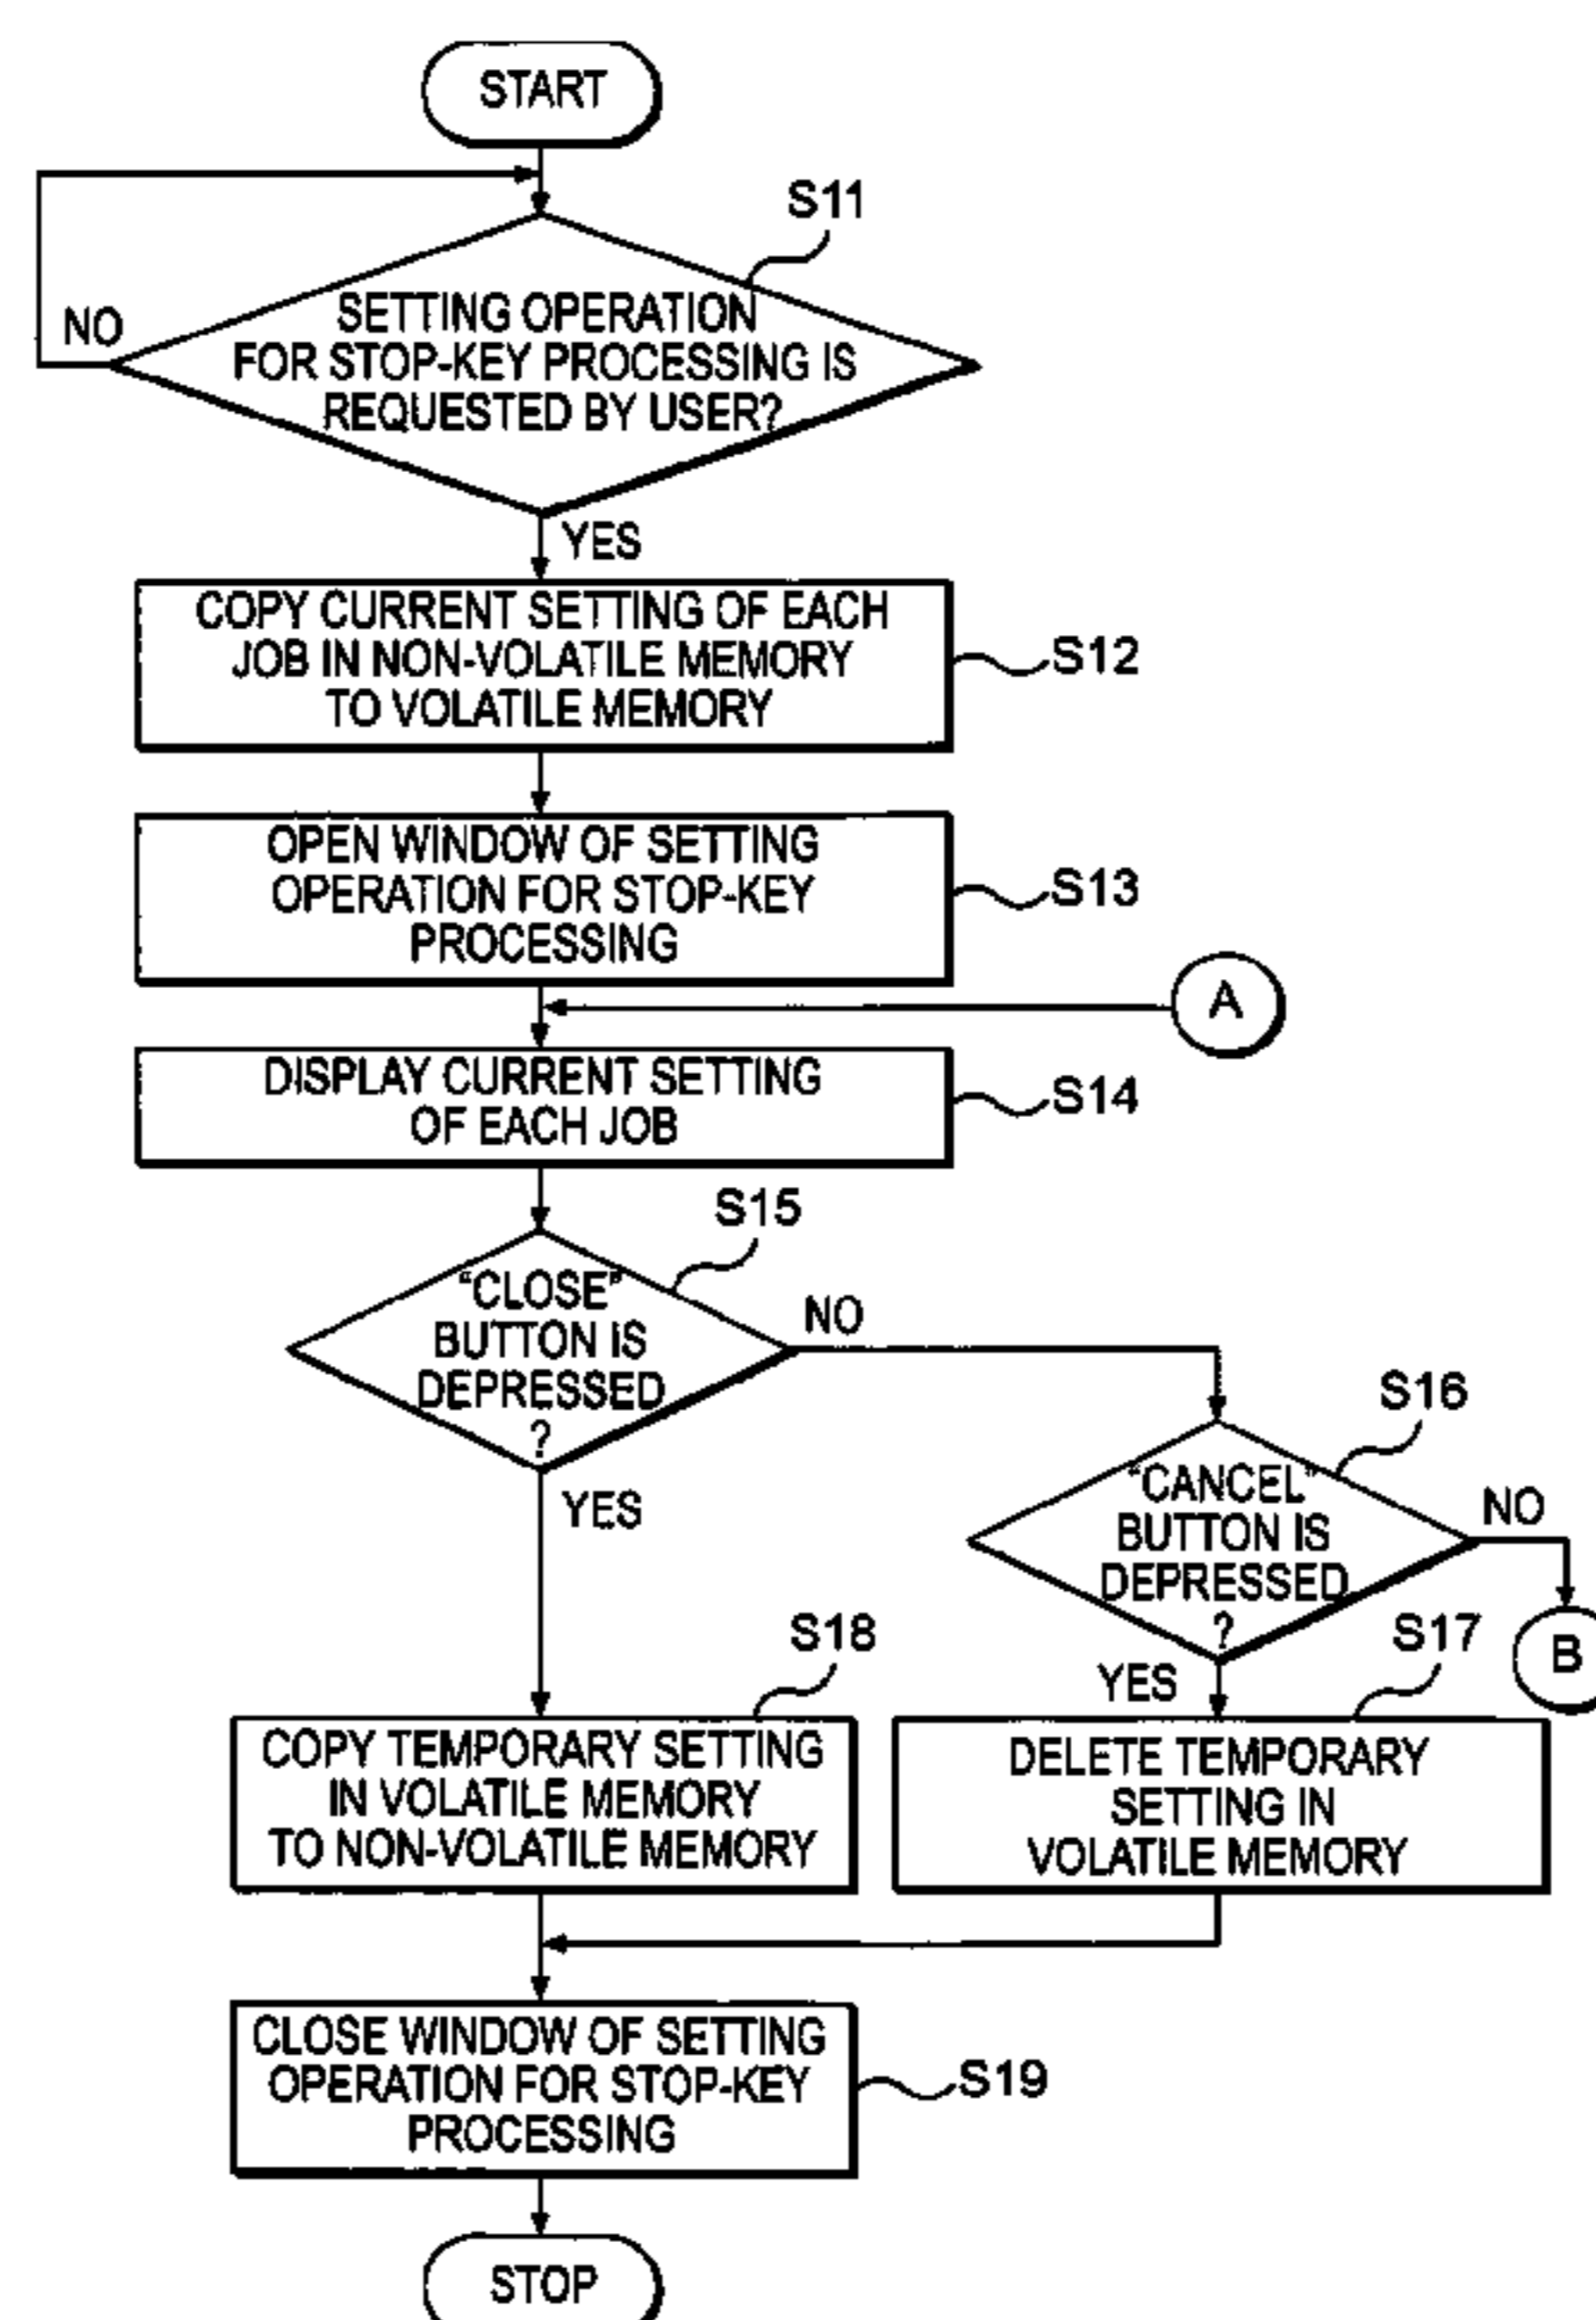 START
S11
NO
SETTING OPERATION
FOR STOP-KEY PROCESSING IS
REQUESTED BY USER?
YES
COPY CURRENT SETTING OF EACH
JOB IN NON-VOLATILE MEMORY
TO VOLATILE MEMORY
S12
OPEN WINDOW OF SETTING
OPERATION FOR STOP-KEY
PROCESSING
S13
A
DISPLAY CURRENT SETTING
OF EACH JOB
S14
S15
"CLOSE"
BUTTON IS
DEPRESSED
?
NO
YES
S16
"CANCEL"
BUTTON IS
DEPRESSED
?
NO
B
YES
S18
S17
COPY TEMPORARY SETTING
IN VOLATILE MEMORY
TO NON-VOLATILE MEMORY
DELETE TEMPORARY
SETTING IN
VOLATILE MEMORY
CLOSE WINDOW OF SETTING
OPERATION FOR STOP-KEY
PROCESSING
S19
STOP